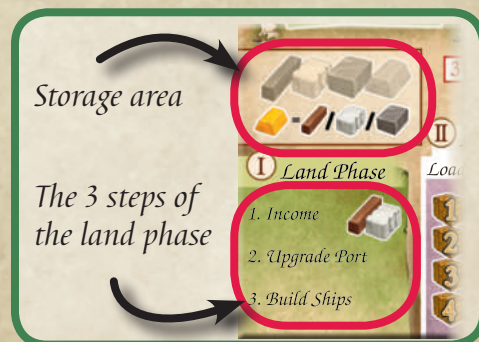 Storage area
3
II
I Land Phase
Loa
The 3 steps of
the land phase
1. Income
2. Upgrade Port
3. Build Ships
1
2
3
4